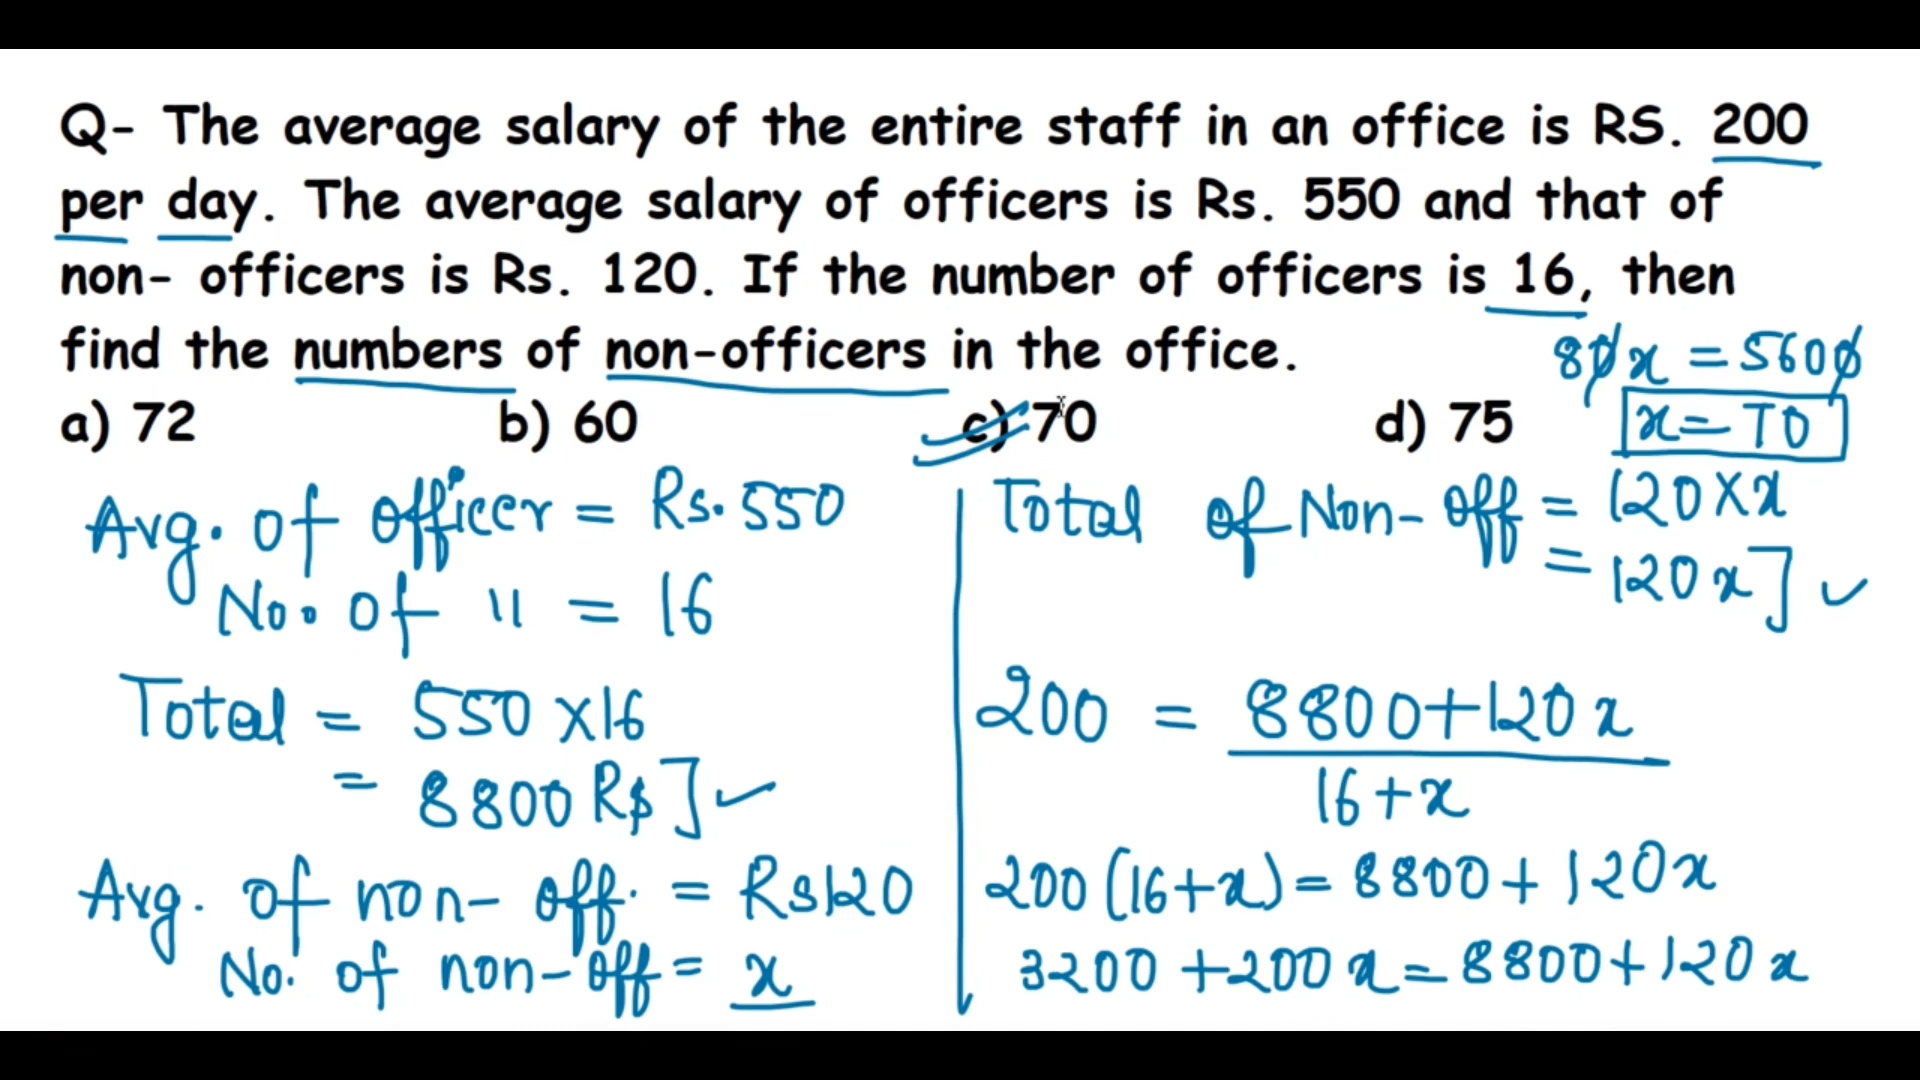 Q- The average salary of the entire staff in an office is RS. 200
per day. The average salary of officers is Rs. 550 and that of
non- officers is Rs. 120. If the number of officers is 16, then
find the numbers of non-officers in the office.
80x = 5600
a) 72 b) 60 c) 70 d) 75
x = 70
Avg. of officer = Rs. 550
No. of 11 = 16
Total = 550 X16
= 8800 R$]
Avg. of non- off. = Rs120
No. of non-off = x
Total of Non- off = 120 X x
= 120x]
200 = 8800+120x
16+x
200 (16+x) = 8800 + 120x
3200 +200x = 8800+120x